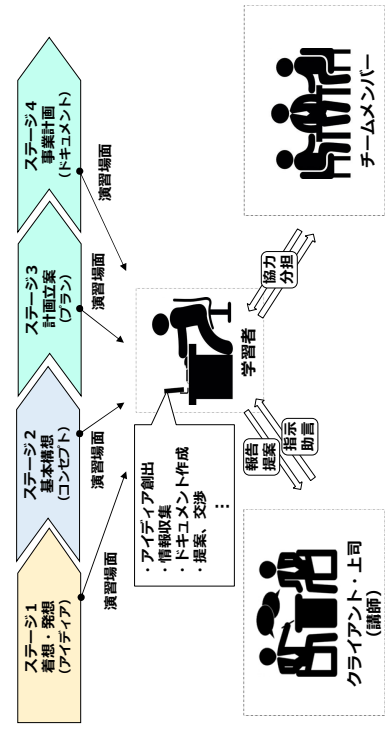 ステージ1
着想・発想
(アイディア)
ステージ2
基本構想
(コンセプト)
ステージ3
計画立案
(プラン)
ステージ4
事業計画
(ドキュメント)
演習場面
演習場面
演習場面
演習場面
・アイディア創出
・情報収集
・ドキュメント作成
・提案、交渉
⋮
学習者
報告
提案
指示
助言
協力
分担
クライアント・上司
(講師)
チームメンバー